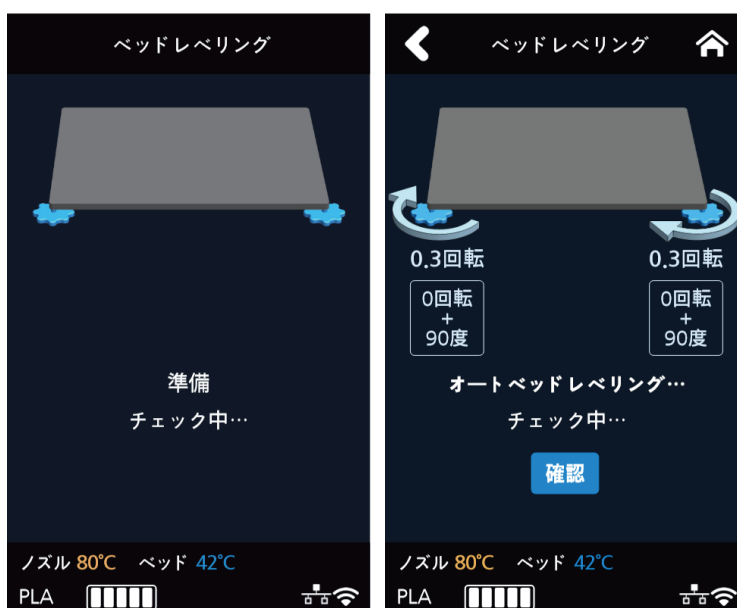 ベッドレベリング
準備
チェック中…
ノズル 80℃ ベッド 42℃
PLA
ベッドレベリング
0.3回転
0回転
+
90度
0.3回転
0回転
+
90度
オートベッドレベリング…
チェック中…
確認
ノズル 80℃ ベッド 42℃
PLA